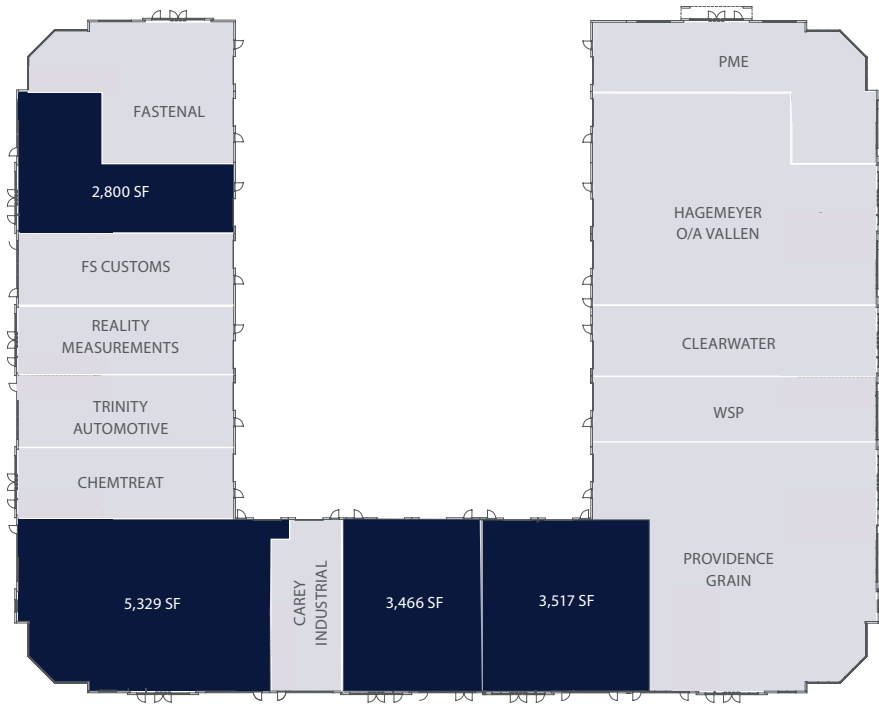 FASTENAL
2,800 SF
FS CUSTOMS
REALITY
MEASUREMENTS
TRINITY
AUTOMOTIVE
CHEMTREAT
5,329 SF
CAREY
INDUSTRIAL
3,466 SF
3,517 SF
PME
HAGEMEYER
O/A VALLEN
CLEARWATER
WSP
PROVIDENCE
GRAIN